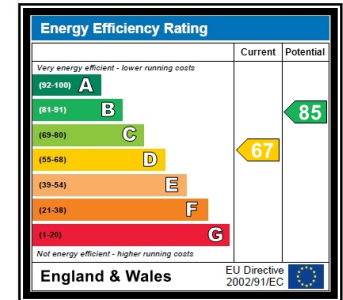 Energy Efficiency Rating
Current Potential
Very energy efficient - lower running costs
(92-100) A
(81-91) B
85
(69-80) C
(55-68) D
67
(39-54) E
(21-38) F
(1-20) G
Not energy efficient - higher running costs
England & Wales
EU Directive
2002/91/EC